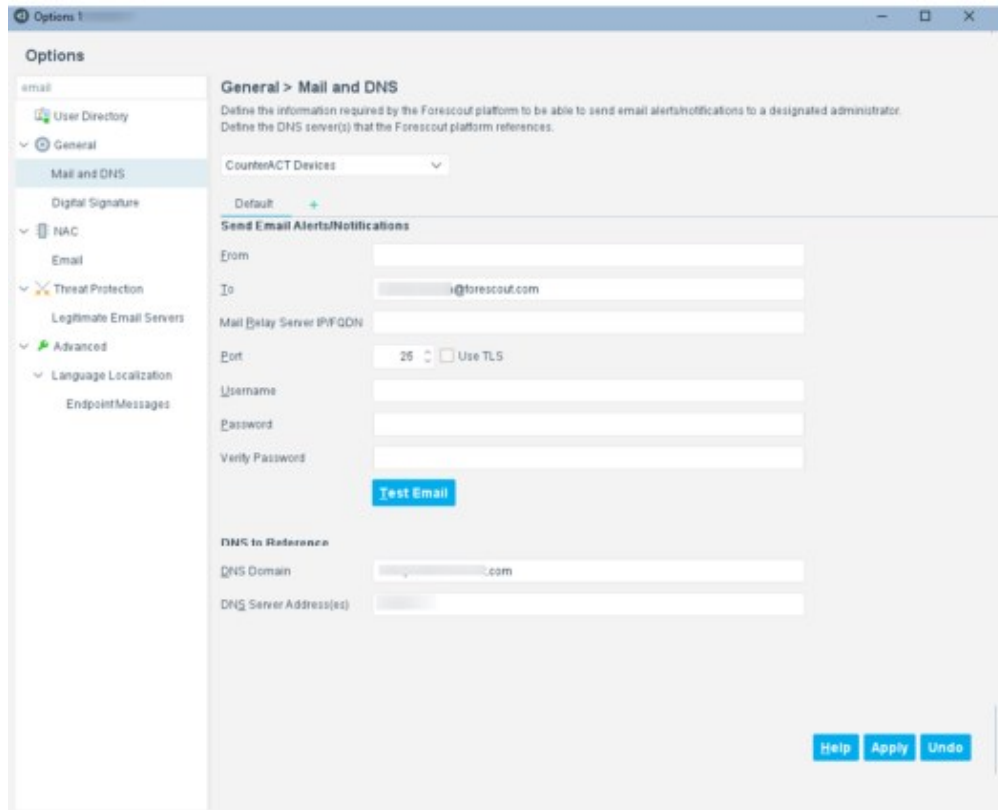 Options 1
Options
email
User Directory
General
Mail and DNS
Digital Signature
NAC
Email
Threat Protection
Legitimate Email Servers
Advanced
Language Localization
Endpoint Messages
General > Mail and DNS
Define the information required by the Forescout platform to be able to send email alerts/notifications to a designated administrator.
Define the DNS server(s) that the Forescout platform references.
CounterACT Devices
Default +
Send Email Alerts/Notifications
From
To @forescout.com
Mail Relay Server IP/FQDN
Port 25 Use TLS
Username
Password
Verify Password
Test Email
DNS to Reference
DNS Domain .com
DNS Server Address(es)
Help Apply Undo